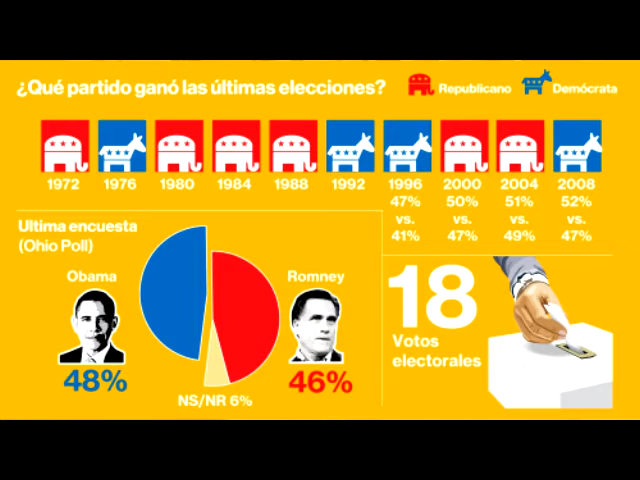 ¿Qué partido ganó las últimas elecciones?
Republicano
Demócrata
1972 1976 1980 1984 1988 1992 1996 2000 2004 2008
47% 50% 51% 52%
vs. vs. vs. vs.
41% 47% 49% 47%
Ultima encuesta
(Ohio Poll)
Obama
48%
Romney
46%
NS/NR 6%
18
Votos
electorales